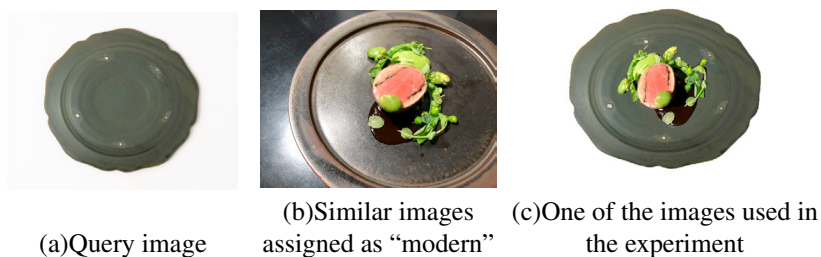 (a)Query image
(b)Similar images
assigned as “modern”
(c)One of the images used in
the experiment